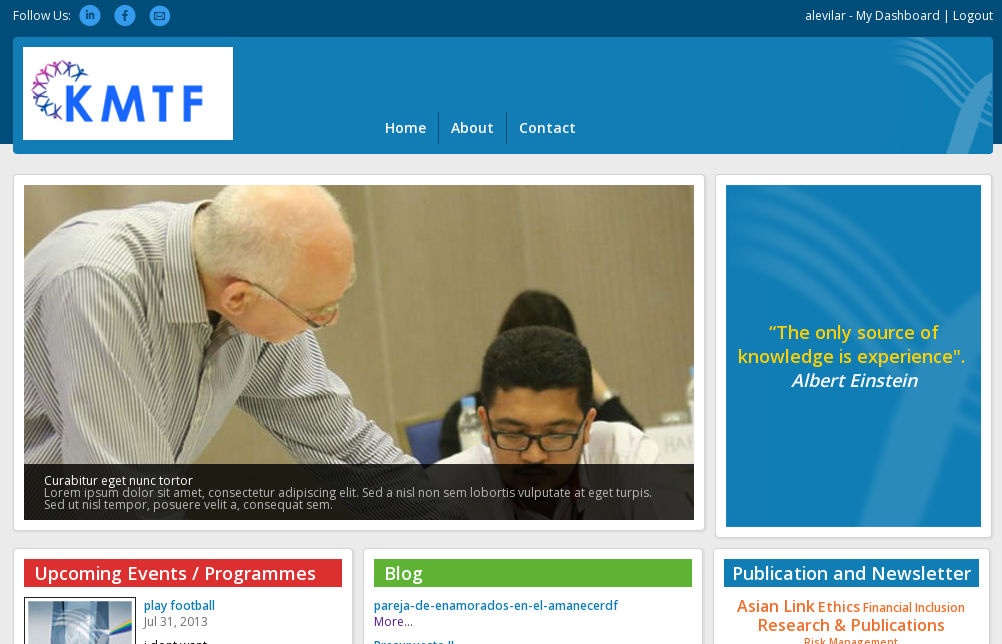 Follow Us:
alevilar - My Dashboard | Logout
KMTF
Home About Contact
“The only source of
knowledge is experience".
Albert Einstein
Curabitur eget nunc tortor
Lorem ipsum dolor sit amet, consectetur adipiscing elit. Sed a nisl non sem lobortis vulputate at eget turpis.
Sed ut nisl tempor, posuere velit a, consequat sem.
Upcoming Events / Programmes
play football
Jul 31, 2013
i dont want
Blog
pareja-de-enamorados-en-el-amanecerdf
More...
Presupuesto II
Publication and Newsletter
Asian Link Ethics Financial Inclusion
Research & Publications
Risk Management